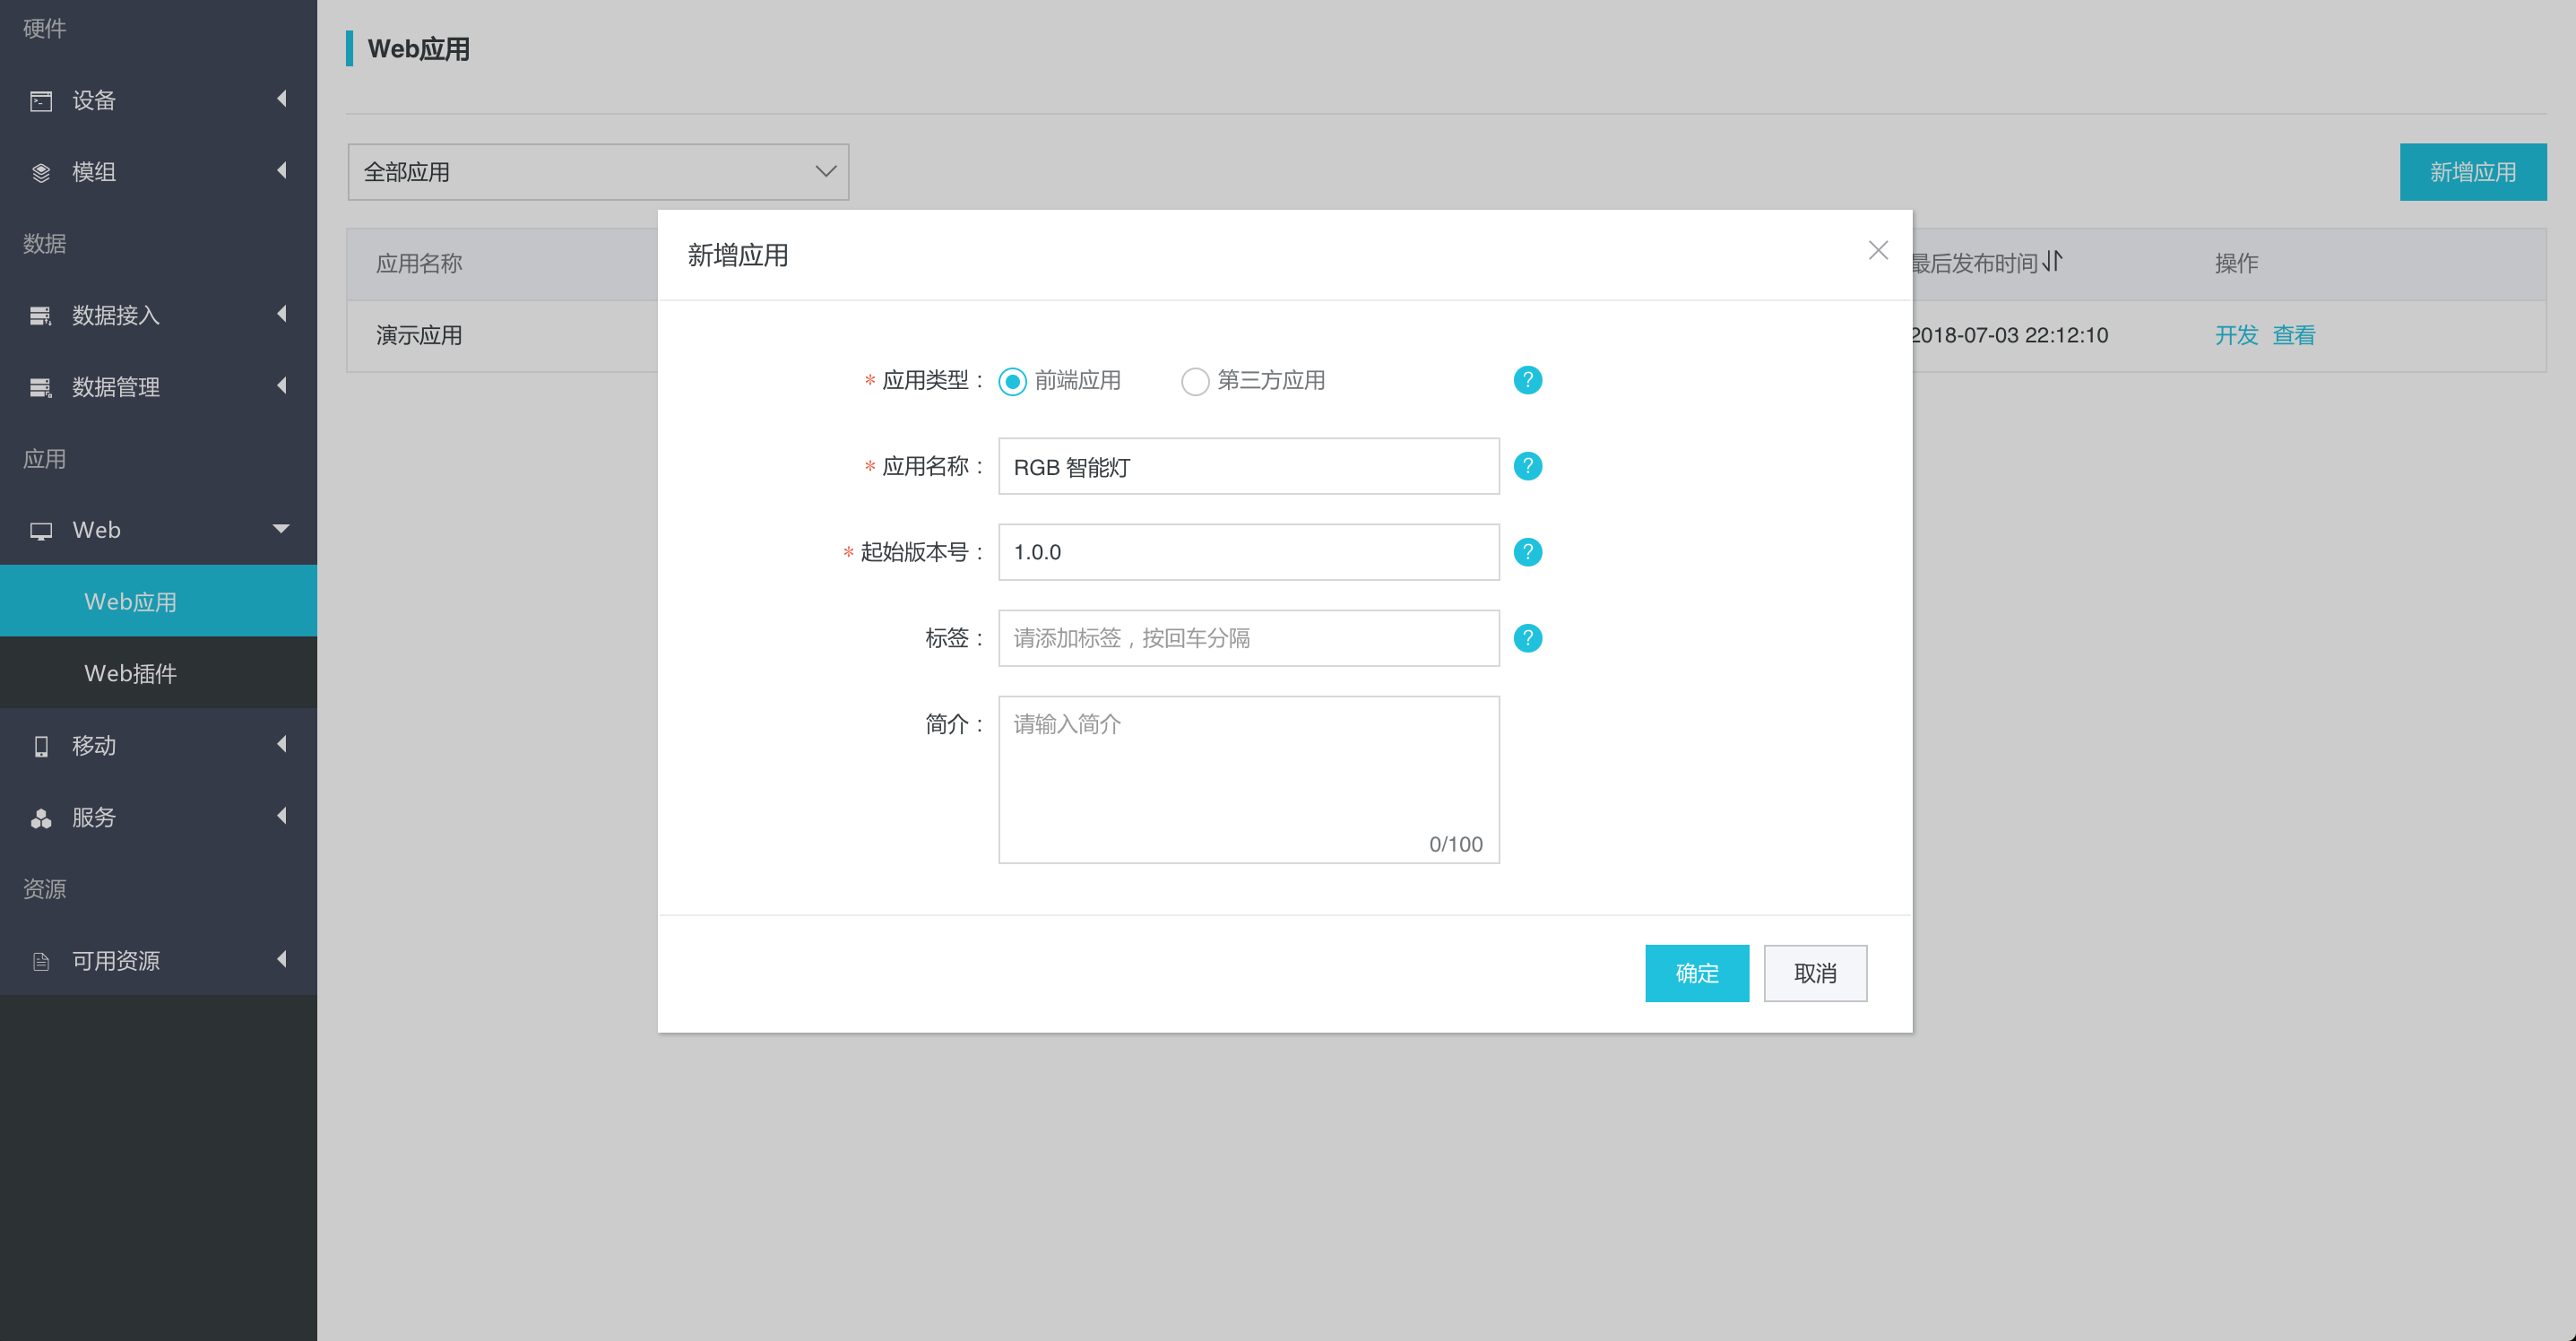 硬件
设备
模组
数据
数据接入
数据管理
应用
Web
Web应用
Web插件
移动
服务
资源
可用资源
Web应用
全部应用
新增应用
应用名称
最后发布时间
操作
演示应用
2018-07-03 22:12:10
开发 查看
新增应用
* 应用类型：
前端应用
第三方应用
?
* 应用名称：
RGB 智能灯
?
* 起始版本号：
1.0.0
?
标签：
请添加标签，按回车分隔
?
简介：
请输入简介
0/100
确定
取消